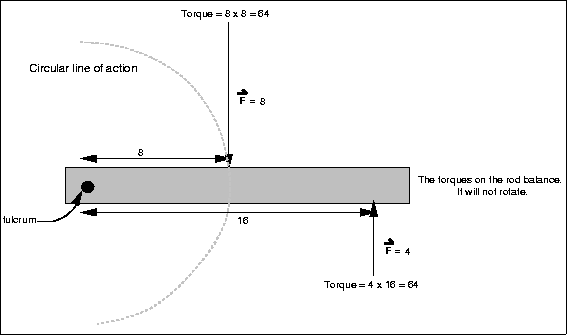 Torque = 8 x 8 = 64
Circular line of action
F = 8
8
The torques on the rod balance.
It will not rotate.
fulcrum
16
F = 4
Torque = 4 x 16 = 64